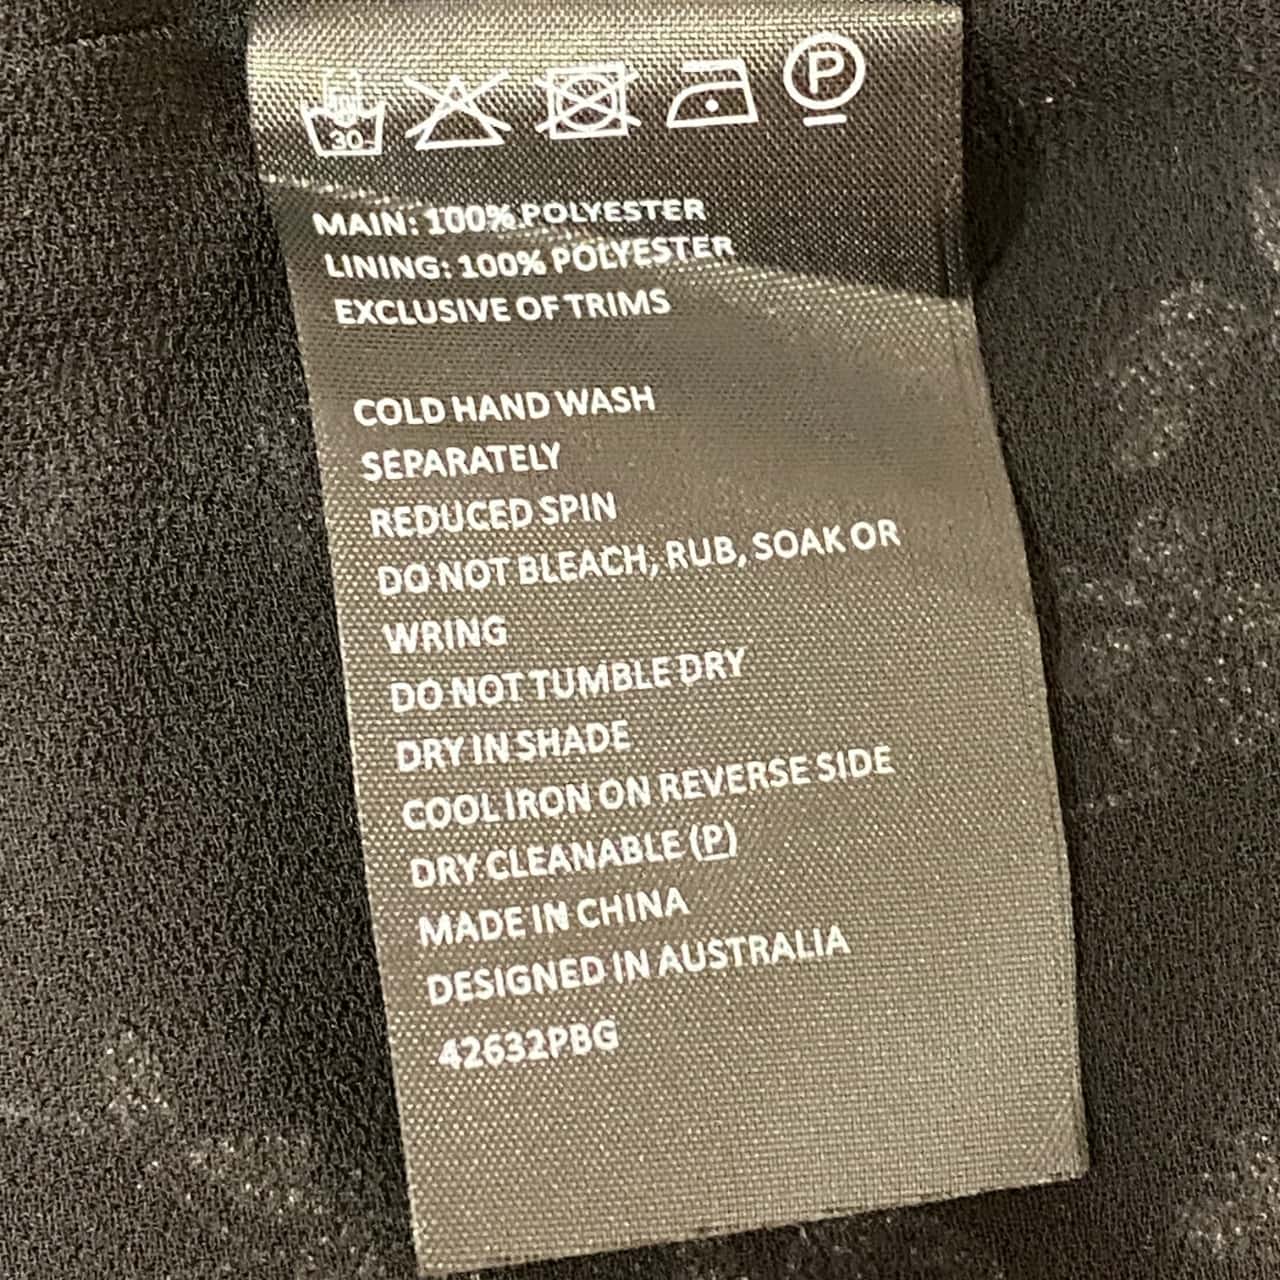 30
P
MAIN: 100% POLYESTER
LINING: 100% POLYESTER
EXCLUSIVE OF TRIMS
COLD HAND WASH
SEPARATELY
REDUCED SPIN
DO NOT BLEACH, RUB, SOAK OR
WRING
DO NOT TUMBLE DRY
DRY IN SHADE
COOL IRON ON REVERSE SIDE
DRY CLEANABLE (P)
MADE IN CHINA
DESIGNED IN AUSTRALIA
42632PBG